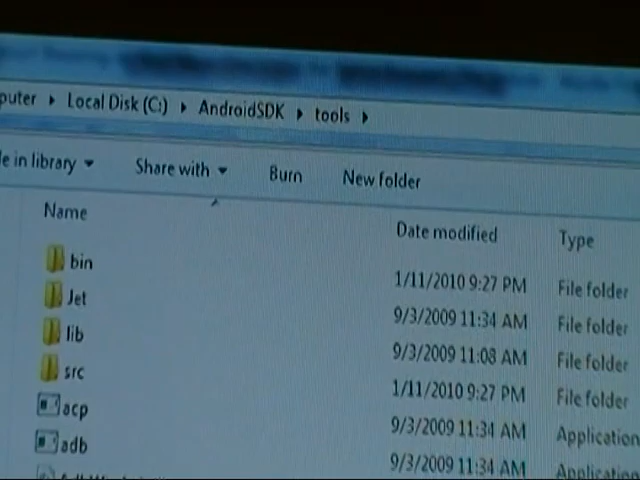 puter ▸ Local Disk (C:) ▸ AndroidSDK ▸ tools ▸
in library Share with Burn New folder
Name Date modified Type
bin 1/11/2010 9:27 PM File folder
Jet 9/3/2009 11:34 AM File folder
lib 9/3/2009 11:08 AM File folder
src 1/11/2010 9:27 PM File folder
acp 9/3/2009 11:34 AM Application
adb 9/3/2009 11:34 AM Application